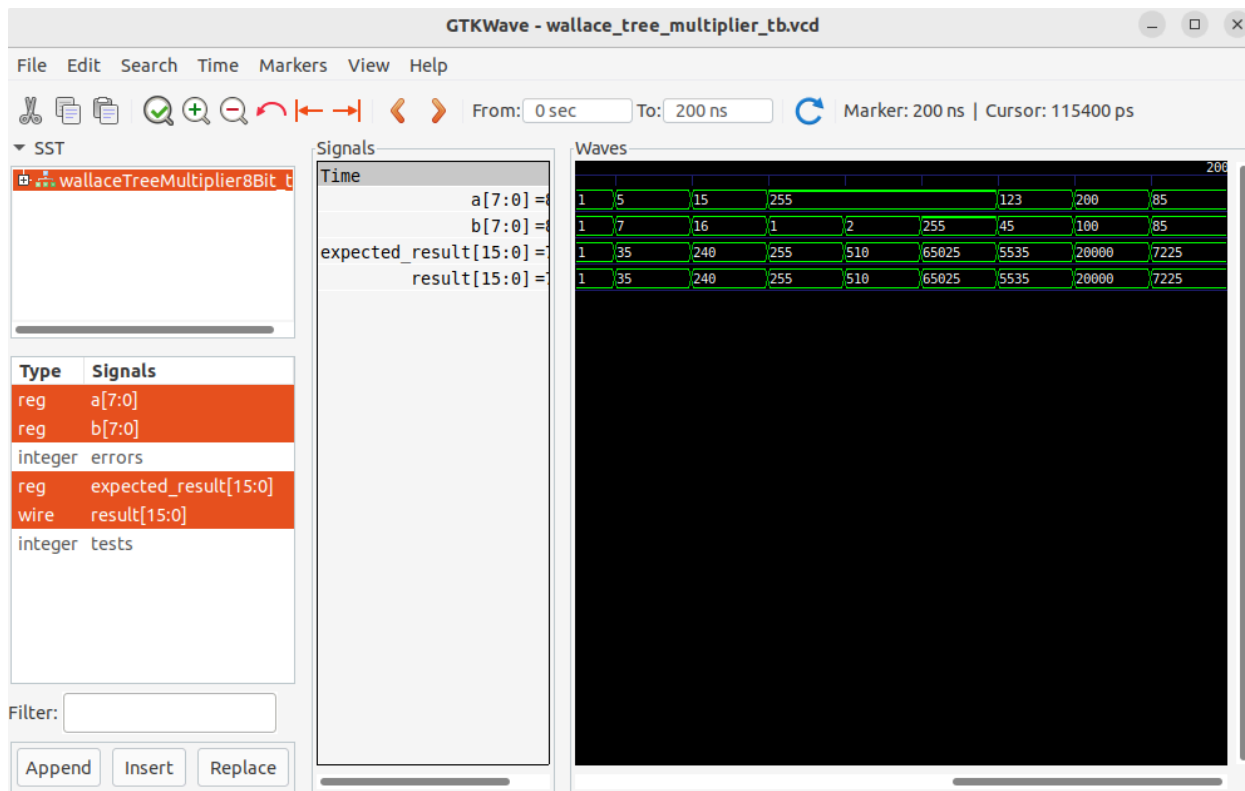 GTKWave - wallace_tree_multiplier_tb.vcd
File Edit Search Time Markers View Help
From: 0 sec To: 200 ns Marker: 200 ns | Cursor: 115400 ps
SST
wallaceTreeMultiplier8Bit_t
Type Signals
reg a[7:0]
reg b[7:0]
integer errors
reg expected_result[15:0]
wire result[15:0]
integer tests
Filter:
Append Insert Replace
Signals
Time
a[7:0] =8
b[7:0] =8
expected_result[15:0] =7
result[15:0] =7
Waves
200
1 5 15 255 123 200 85
1 7 16 1 2 255 45 100 85
1 35 240 255 510 65025 5535 20000 7225
1 35 240 255 510 65025 5535 20000 7225